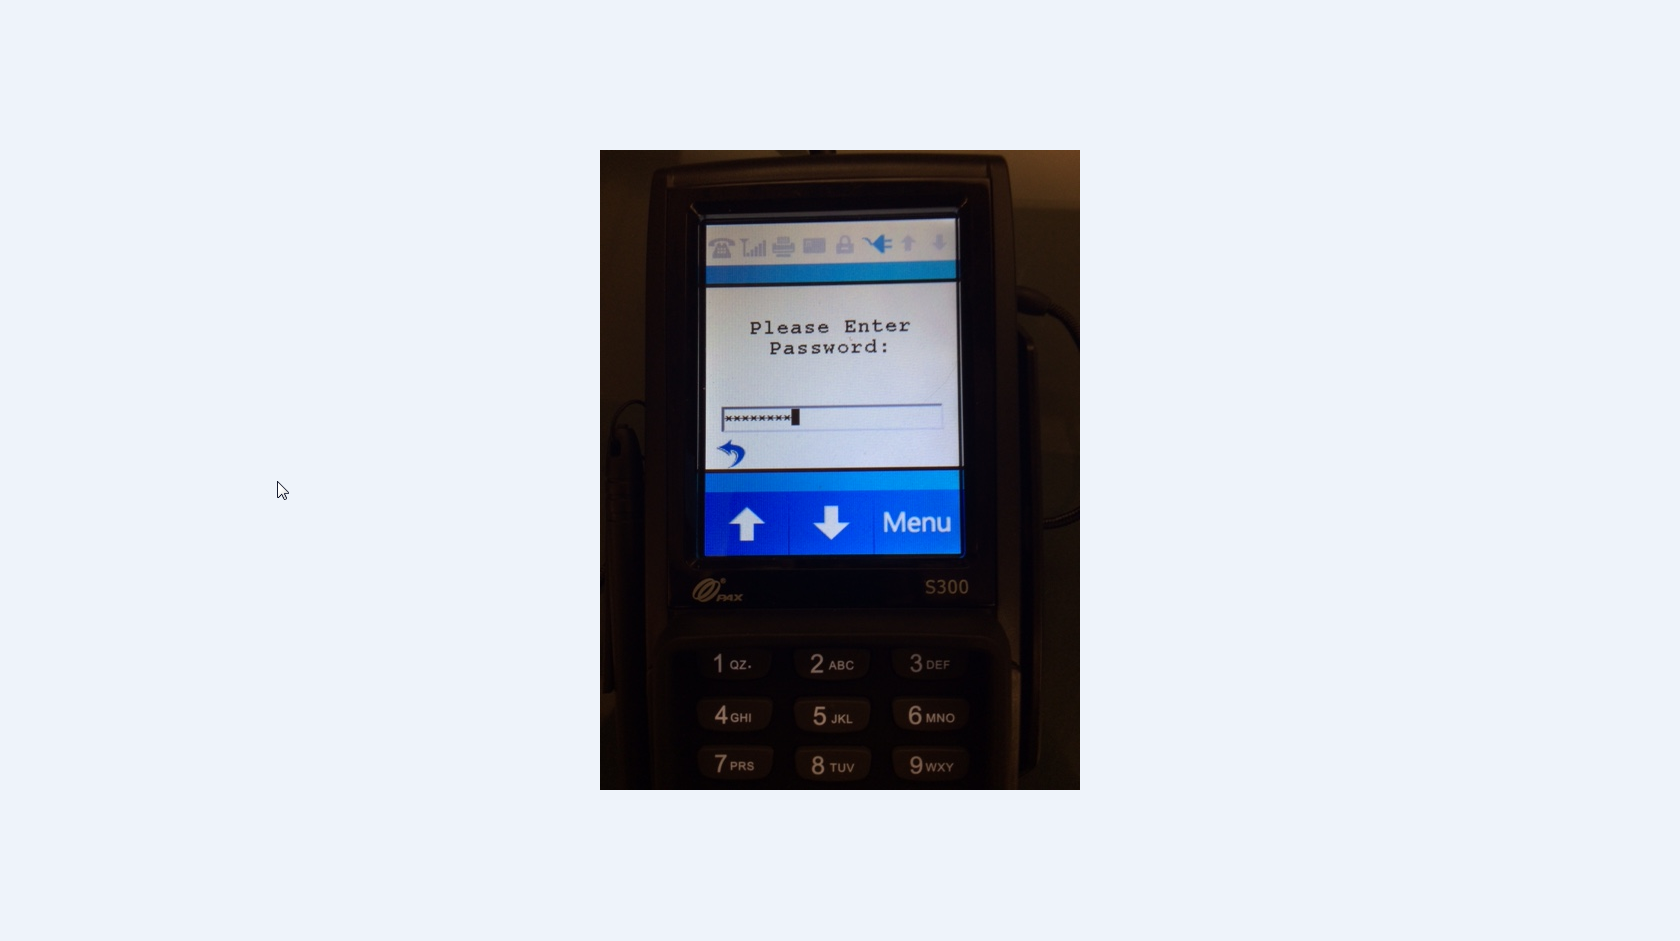 Please Enter
Password:
********
Menu
PAX
S300
1 QZ.
2 ABC
3 DEF
4 GHI
5 JKL
6 MNO
7 PRS
8 TUV
9 WXY